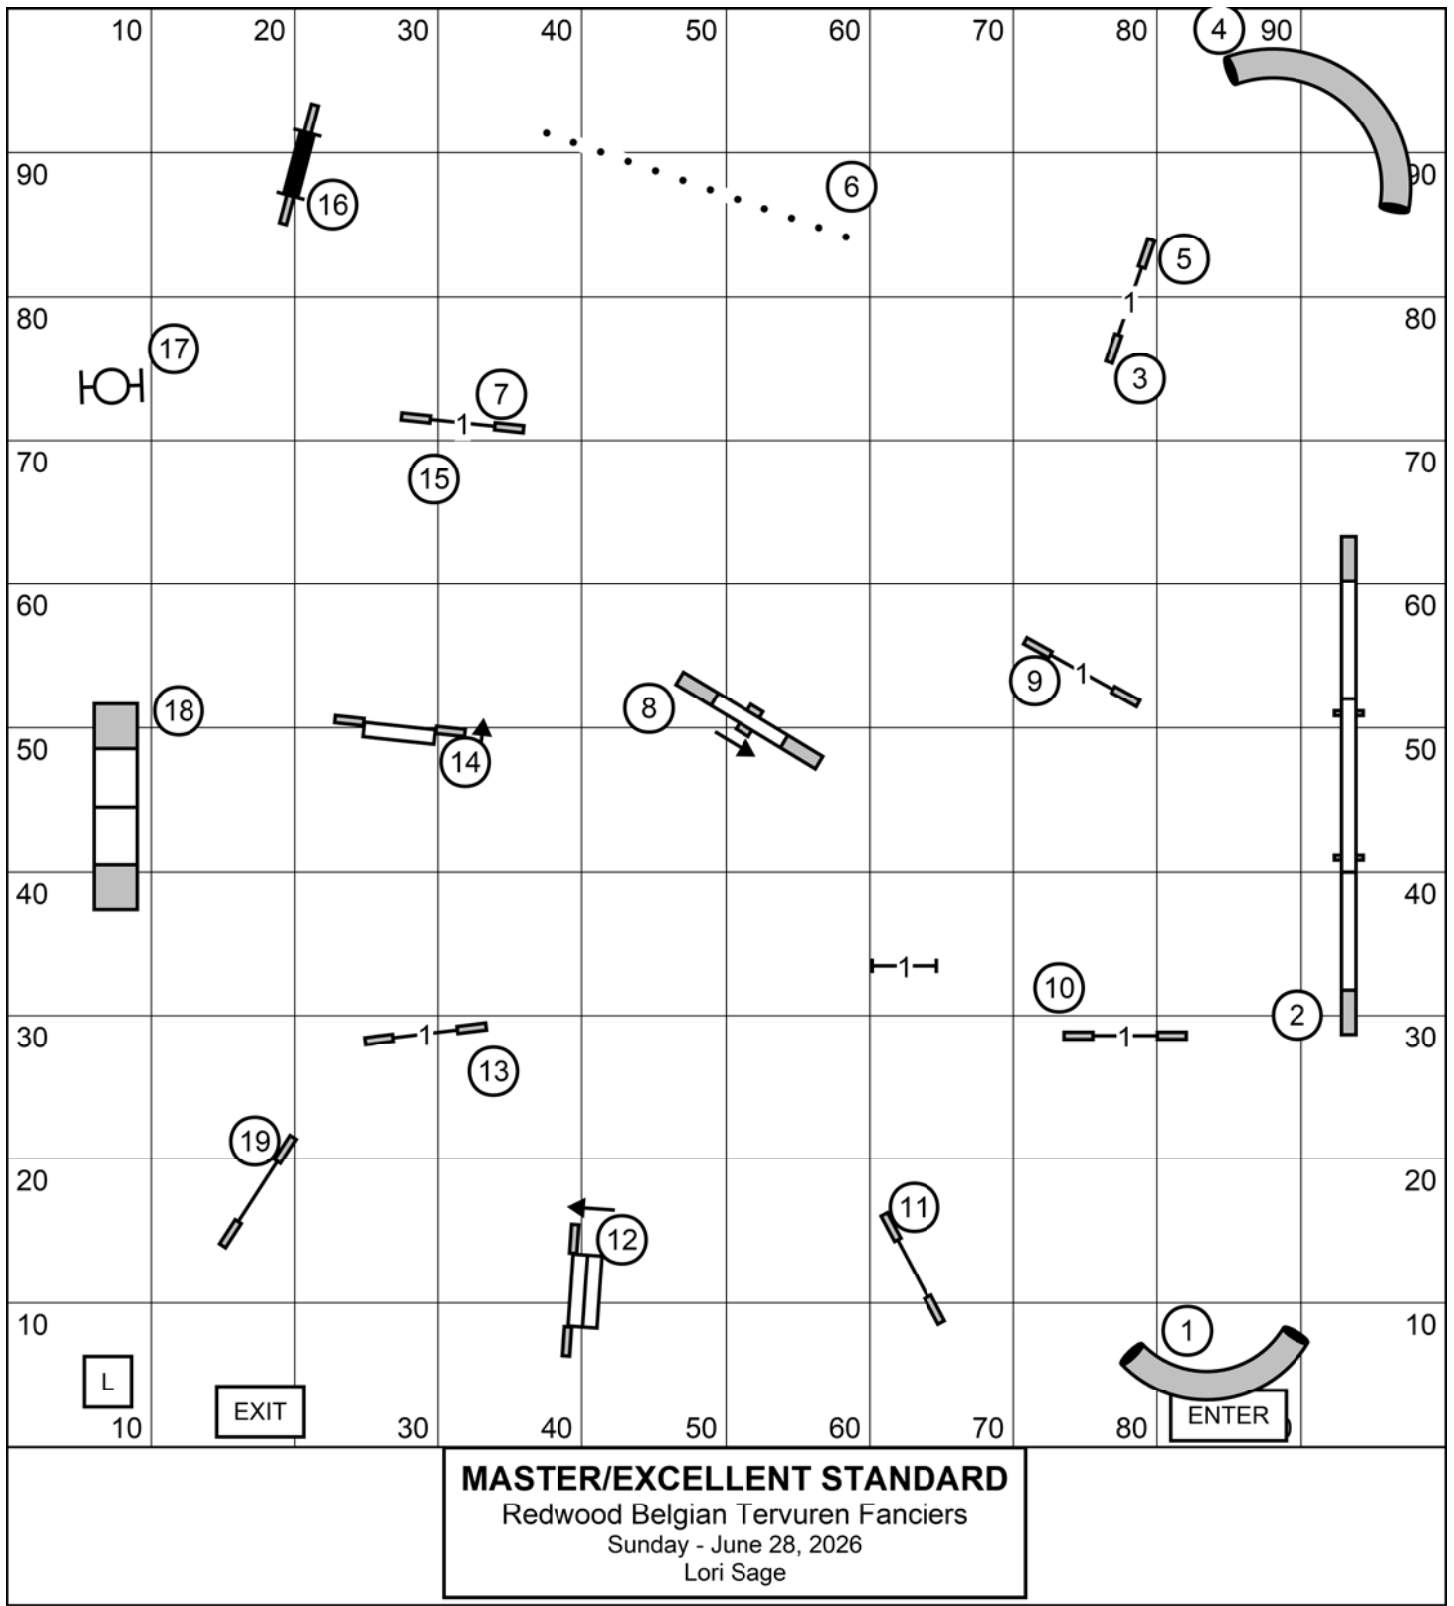 10 20 30 40 50 60 70 80 4 90
90 16 6 90
5
80 17 1 80
3
7
1
15
70 70
60 60
9 1
18 8
50 14 50
40 40
1 10
2
30 1 13 1 30
19
20 11 20
12
10 1 10
L
EXIT ENTER
10 30 40 50 60 70 80
MASTER/EXCELLENT STANDARD
Redwood Belgian Tervuren Fanciers
Sunday - June 28, 2026
Lori Sage